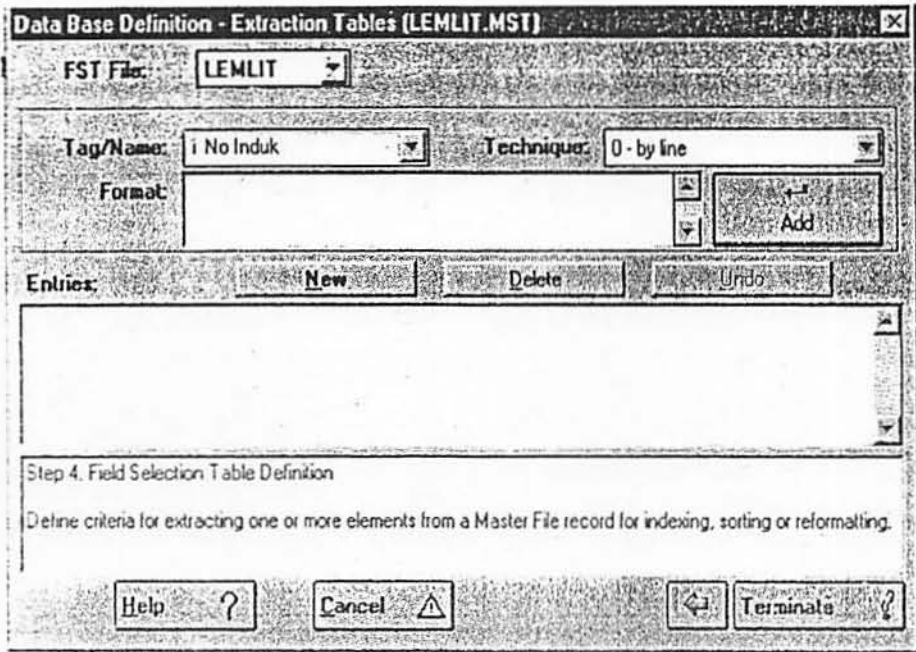 Data Base Definition - Extraction Tables (LEMLIT.MST)
FST File: LEMLIT
Tag/Name: i No Induk Technique: 0 - by line
Format: Add
Entries: New Delete Undo
Step 4. Field Selection Table Definition
Define criteria for extracting one or more elements from a Master File record for indexing, sorting or reformatting.
Help ? Cancel Terminate